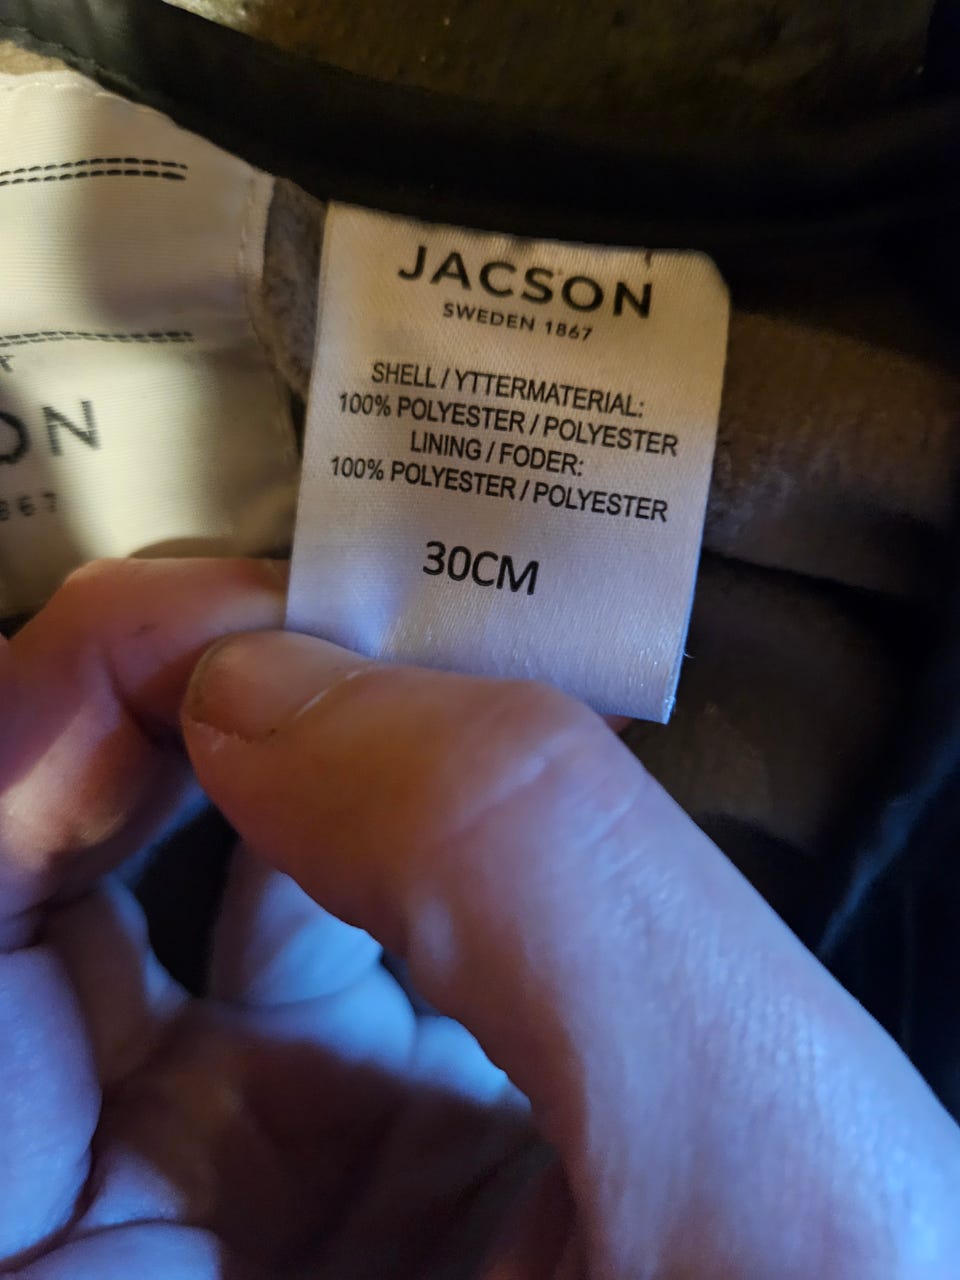 JACSON
SWEDEN 1867
SHELL / YTTERMATERIAL:
100% POLYESTER / POLYESTER
LINING / FODER:
100% POLYESTER / POLYESTER
30CM
ON
867